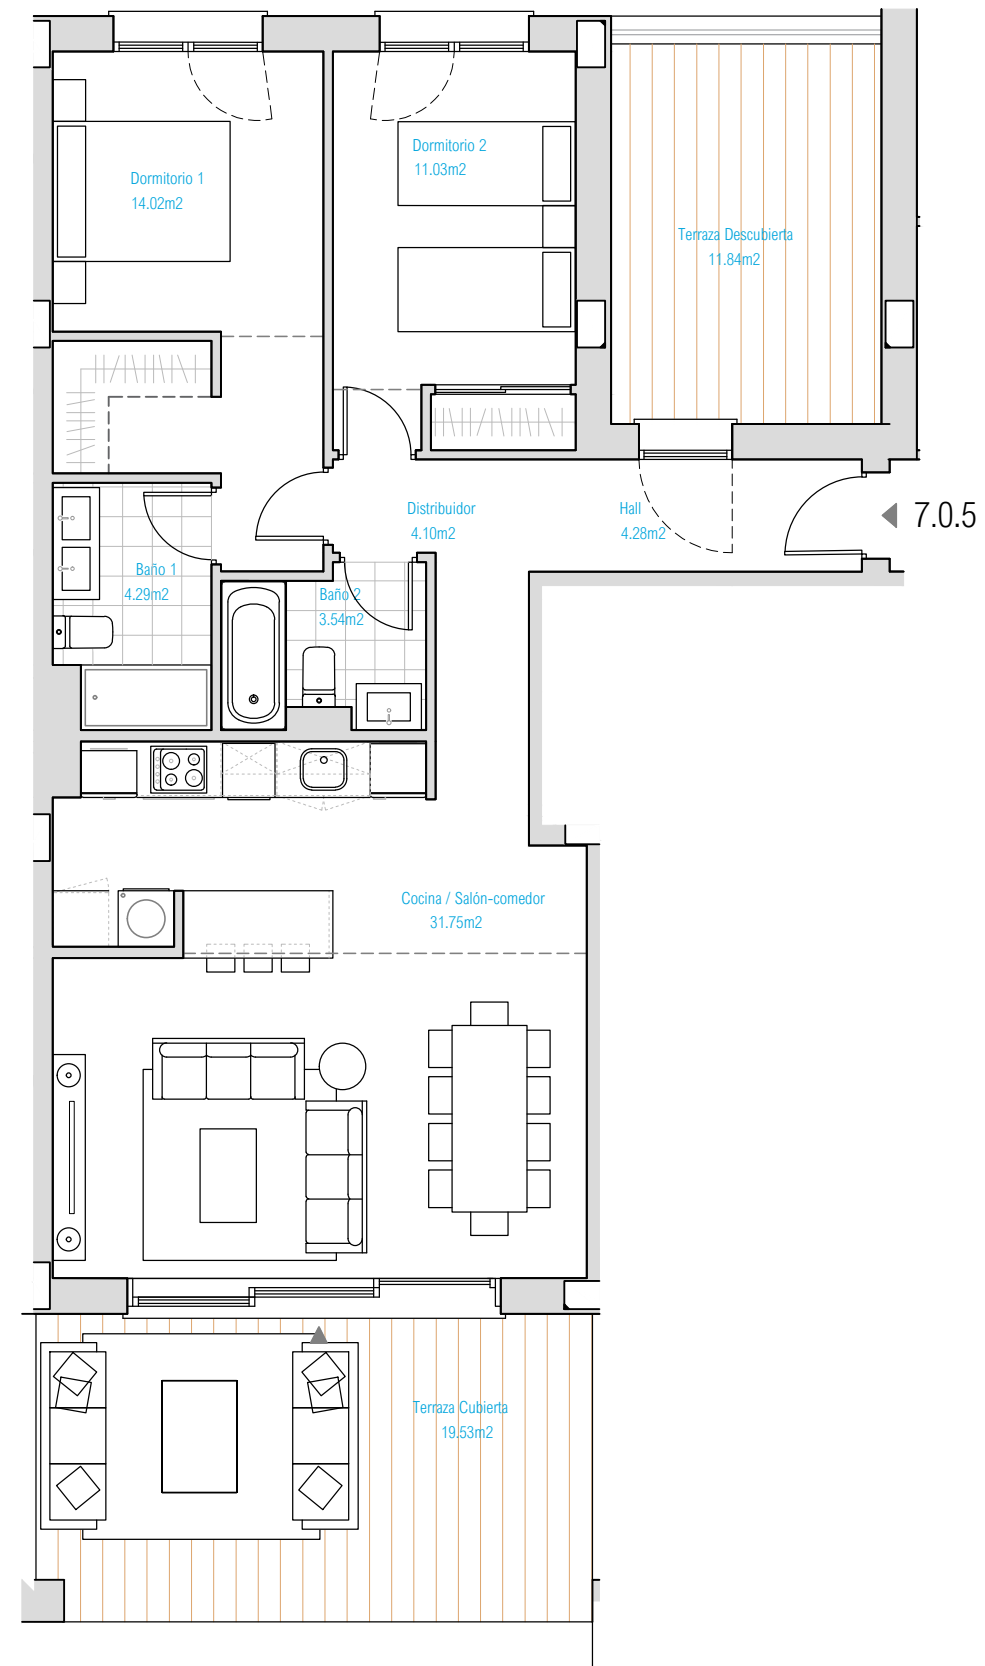 Dormitorio 1
14.02m2
Dormitorio 2
11.03m2
Terraza Descubierta
11.84m2
Distribuidor
4.10m2
Hall
4.28m2
7.0.5
Baño 1
4.29m2
Baño 2
3.54m2
Cocina / Salón-comedor
31.75m2
Terraza Cubierta
19.53m2